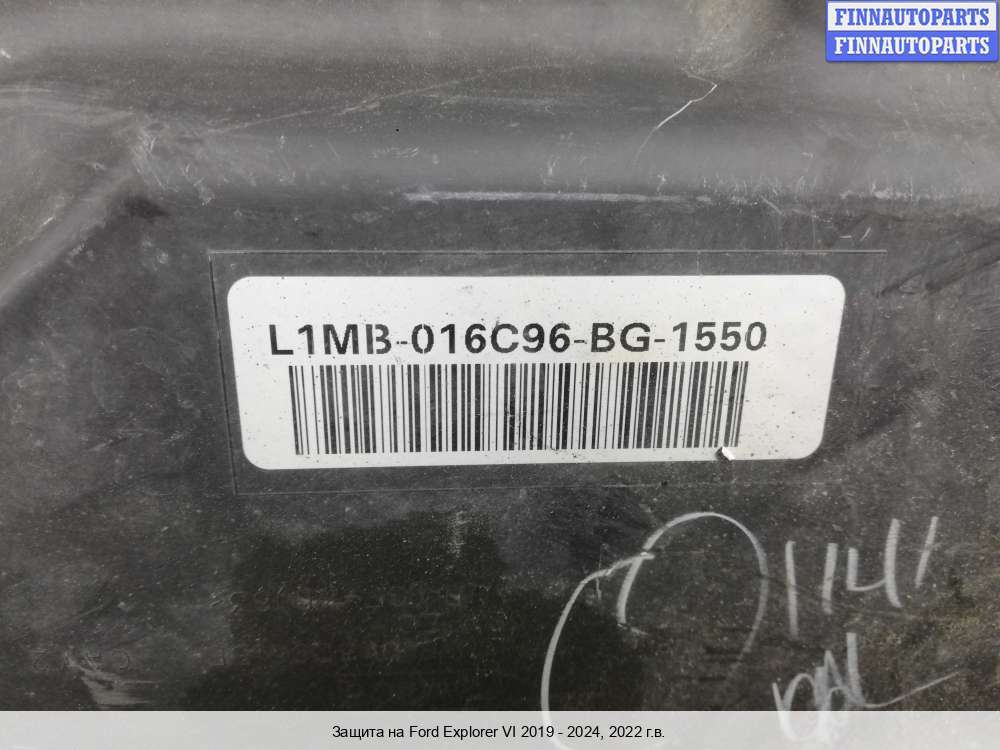 FINNAUTOPARTS
FINNAUTOPARTS
L1MB-016C96-BG-1550
Защита на Ford Explorer VI 2019 - 2024, 2022 г.в.